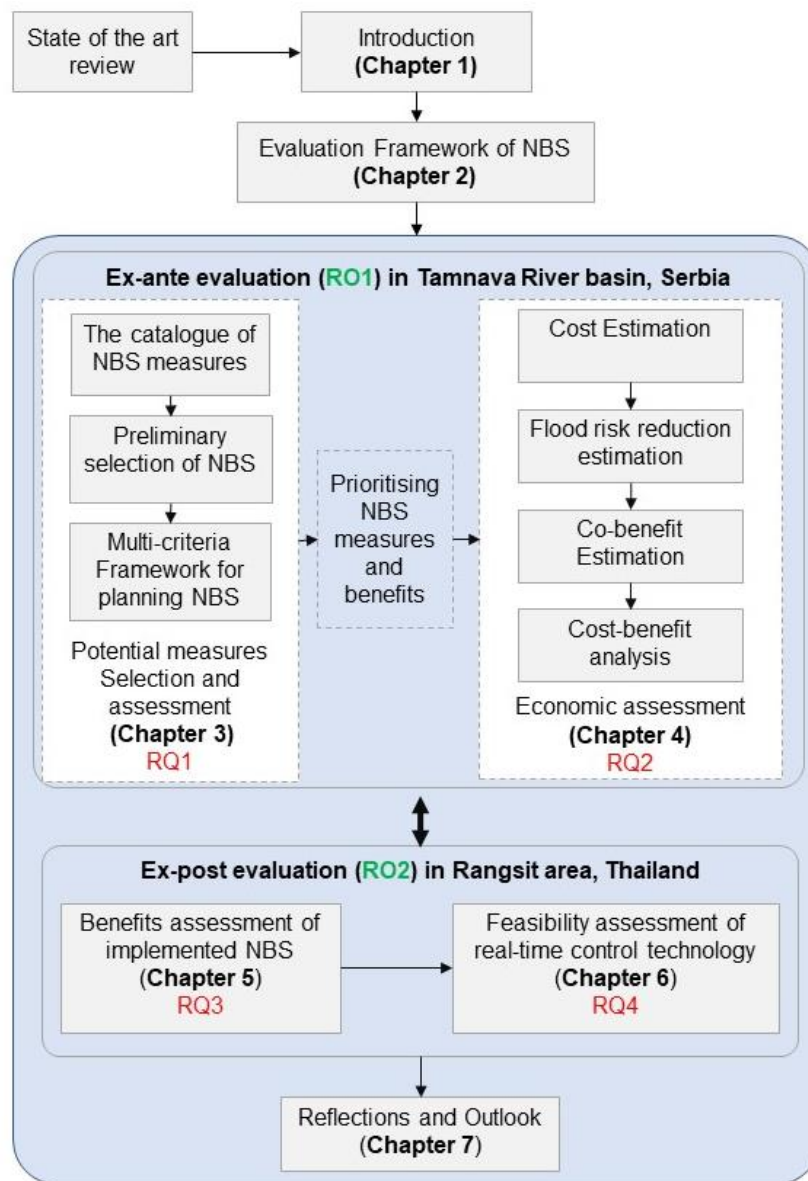 State of the art
review
Introduction
(Chapter 1)
Evaluation Framework of NBS
(Chapter 2)
Ex-ante evaluation (RO1) in Tamnava River basin, Serbia
The catalogue of
NBS measures
Preliminary
selection of NBS
Multi-criteria
Framework for
planning NBS
Potential measures
Selection and
assessment
(Chapter 3)
RQ1
Prioritising
NBS
measures
and
benefits
Cost Estimation
Flood risk reduction
estimation
Co-benefit
Estimation
Cost-benefit
analysis
Economic assessment
(Chapter 4)
RQ2
Ex-post evaluation (RO2) in Rangsit area, Thailand
Benefits assessment of
implemented NBS
(Chapter 5)
RQ3
Feasibility assessment of
real-time control technology
(Chapter 6)
RQ4
Reflections and Outlook
(Chapter 7)